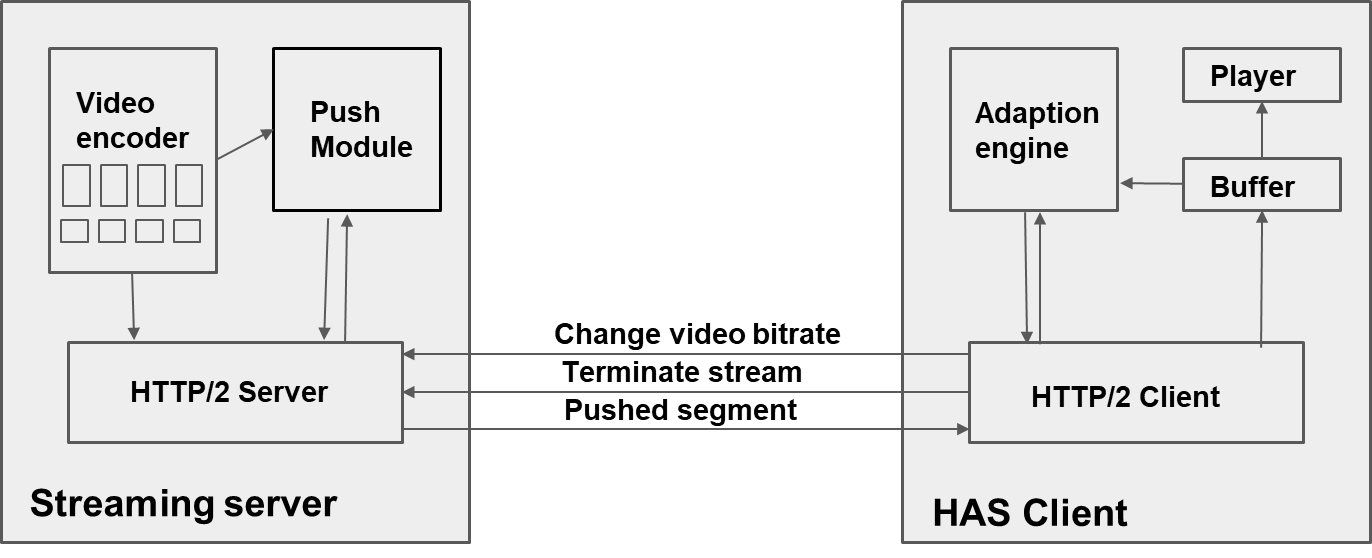 Video
encoder
Push
Module
HTTP/2 Server
Streaming server
Change video bitrate
Terminate stream
Pushed segment
Adaption
engine
Player
Buffer
HTTP/2 Client
HAS Client